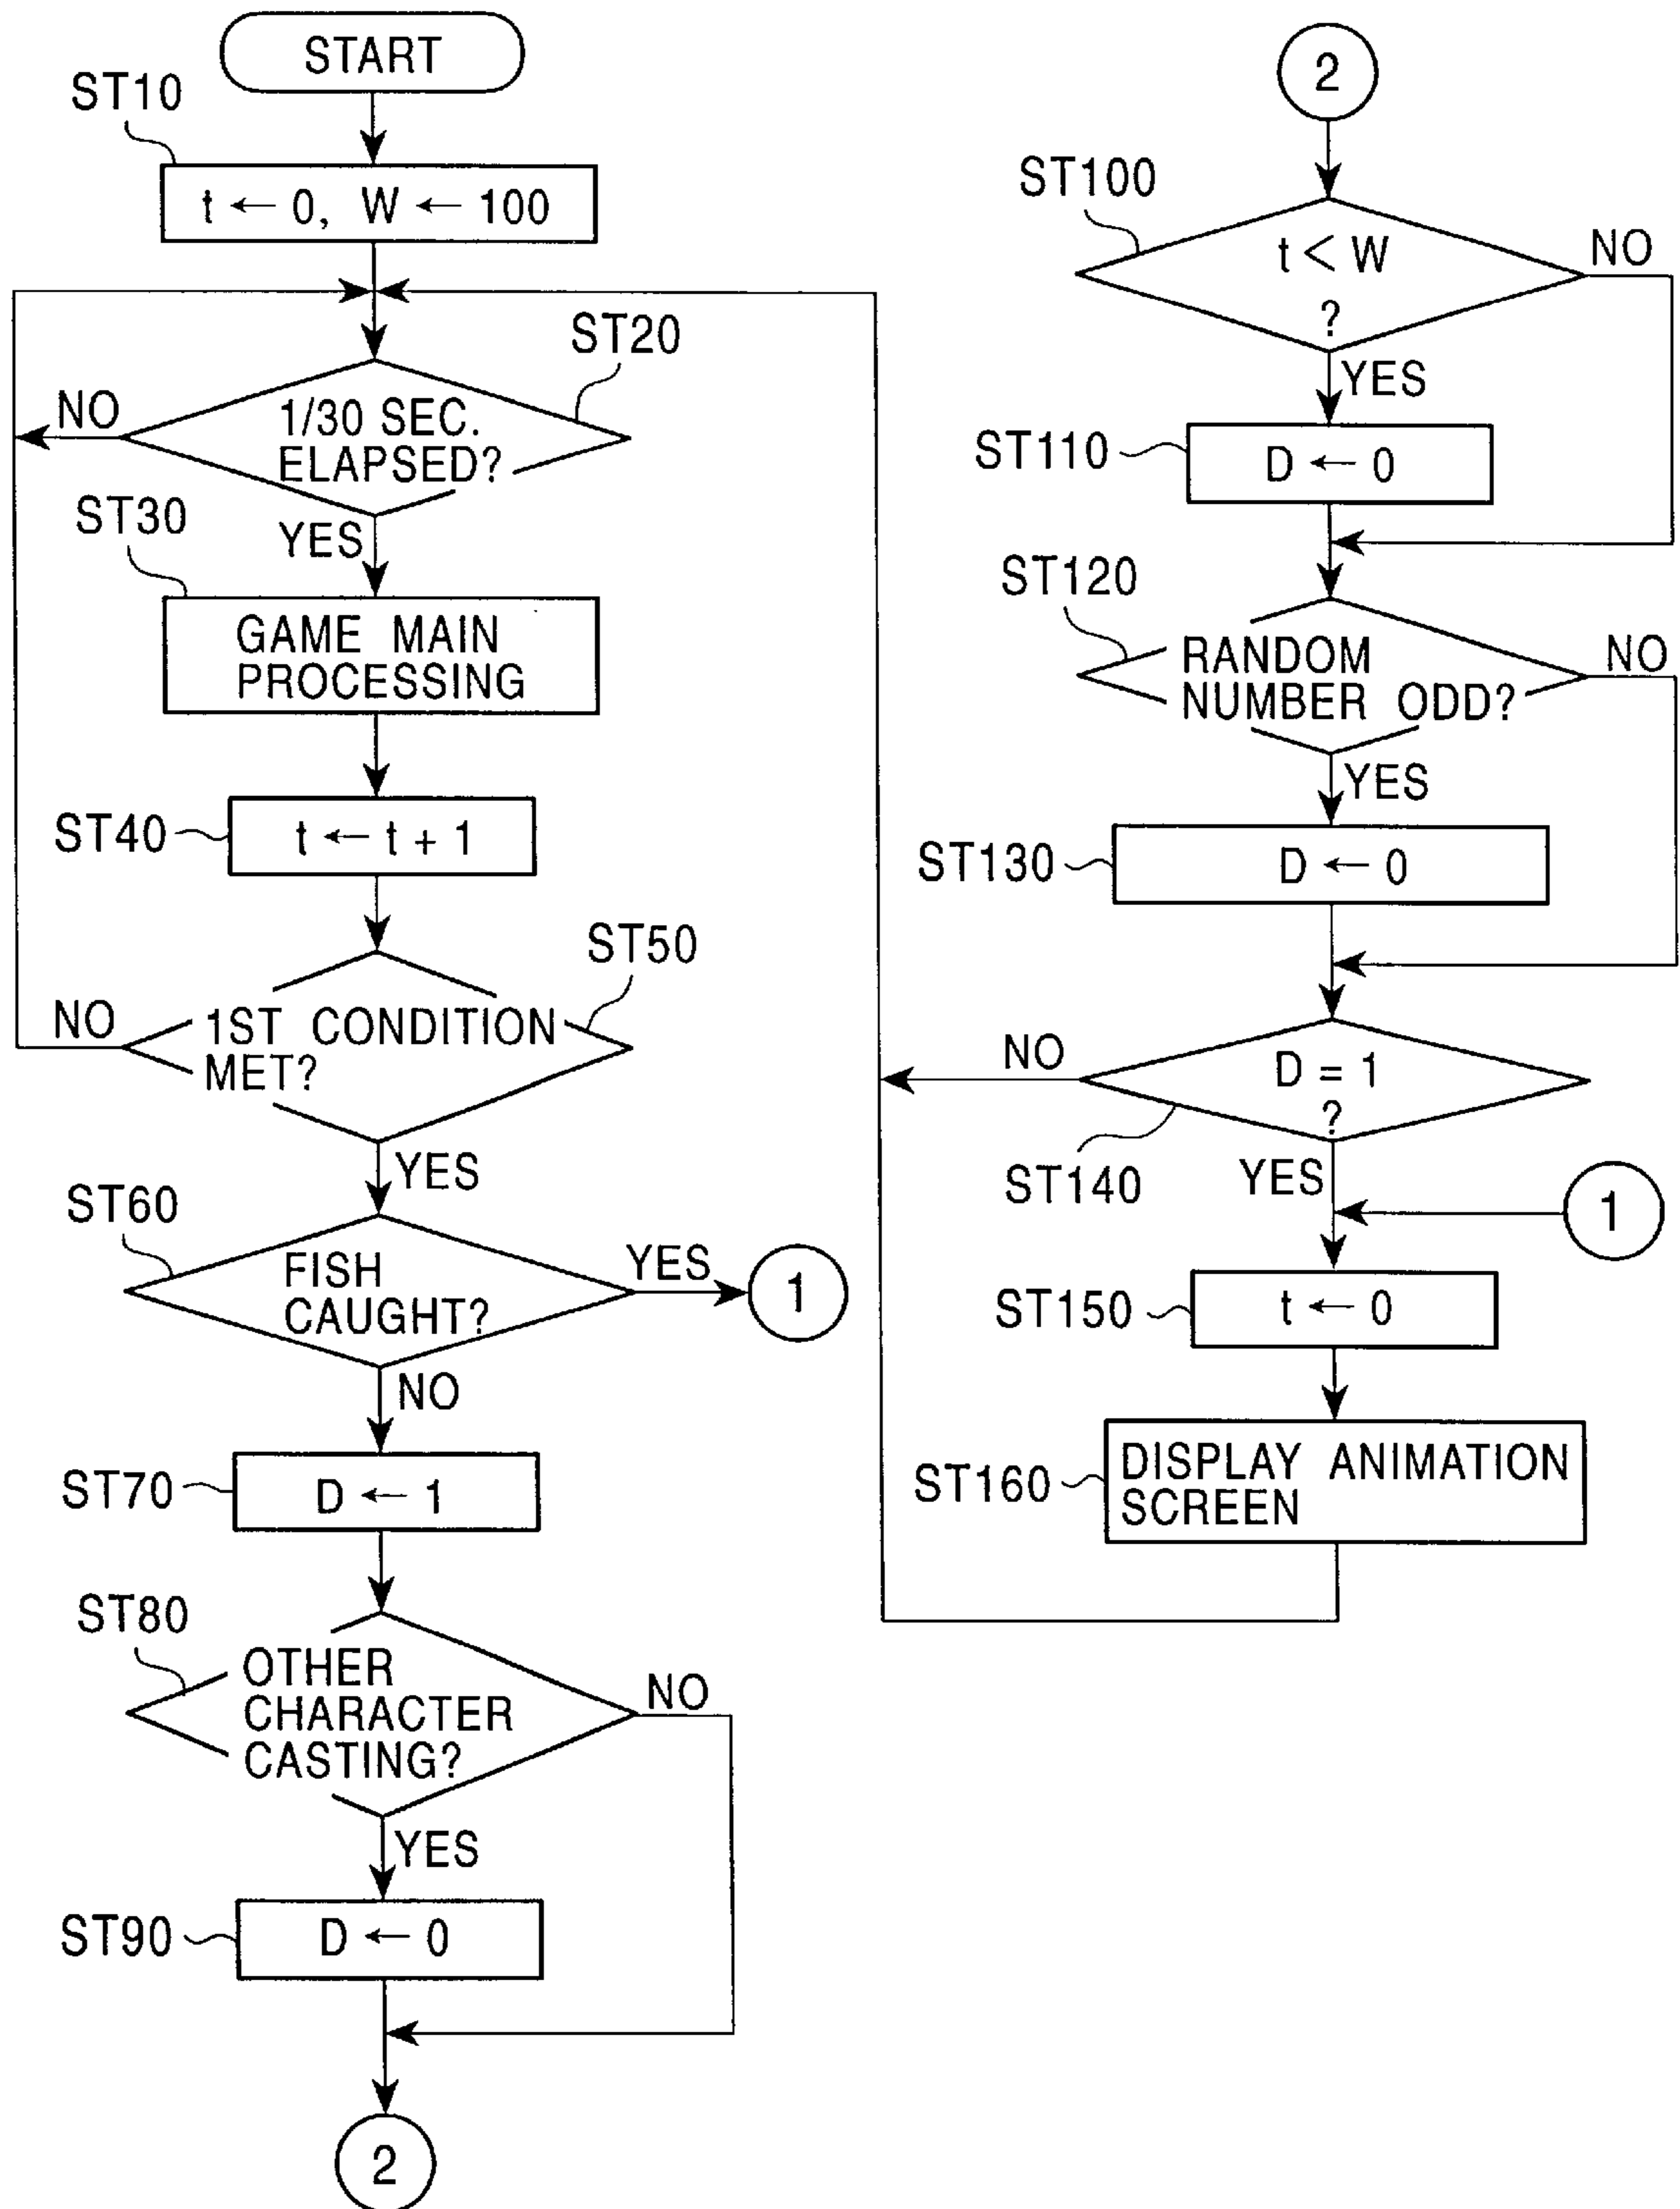 START
ST10
t ← 0, W ← 100
ST20
NO
1/30 SEC.
ELAPSED?
ST30
YES
GAME MAIN
PROCESSING
ST40
t ← t + 1
ST50
NO
1ST CONDITION
MET?
YES
ST60
FISH
CAUGHT?
YES
1
NO
ST70
D ← 1
ST80
OTHER
CHARACTER
CASTING?
NO
YES
ST90
D ← 0
2
2
ST100
t < W
?
NO
YES
ST110
D ← 0
ST120
RANDOM
NUMBER ODD?
NO
YES
ST130
D ← 0
NO
D = 1
?
ST140
YES
1
ST150
t ← 0
ST160
DISPLAY ANIMATION
SCREEN